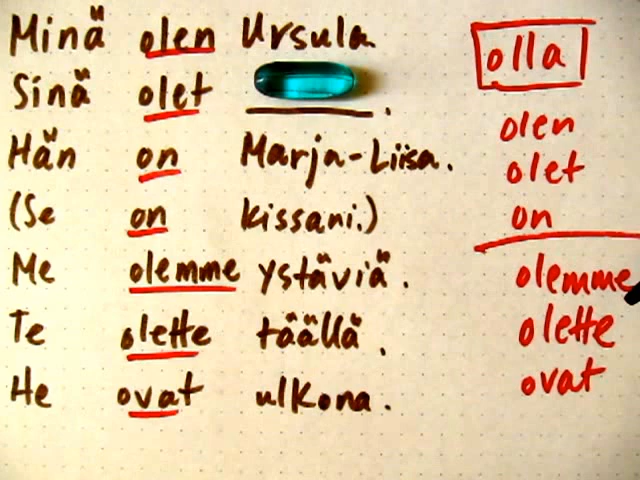 Minä olen Ursula.
Sinä olet ________.
Hän on Marja-Liisa.
(Se on kissani.)
Me olemme ystäviä.
Te olette täällä.
He ovat ulkona.
olla
olen
olet
on
olemme
olette
ovat